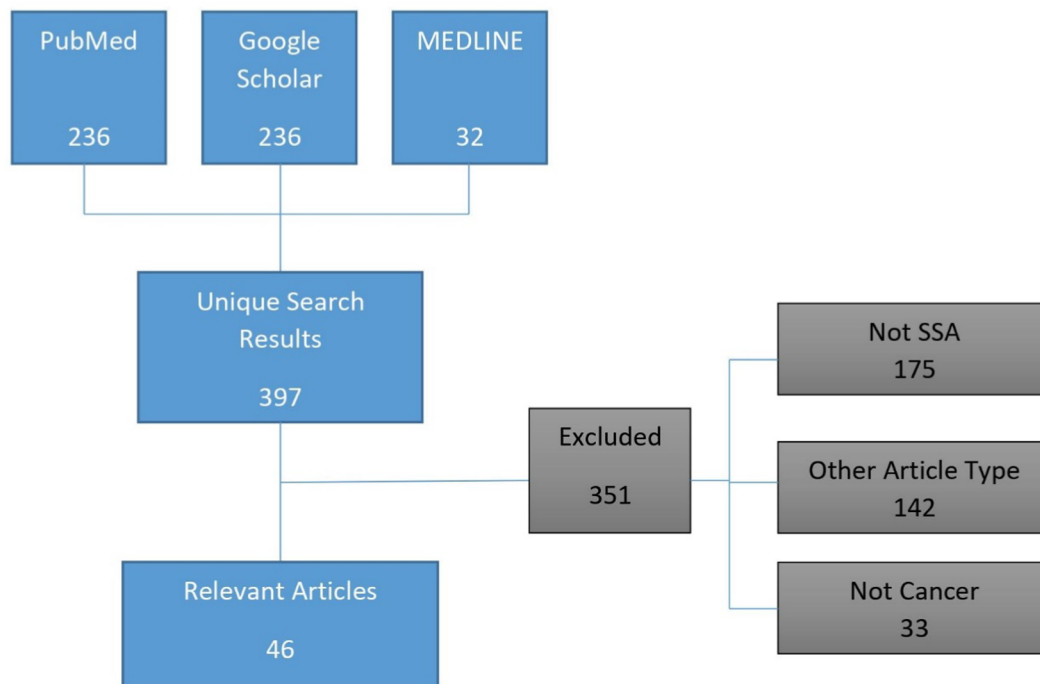 PubMed
236
Google
Scholar
236
MEDLINE
32
Unique Search
Results
397
Excluded
351
Not SSA
175
Other Article Type
142
Not Cancer
33
Relevant Articles
46